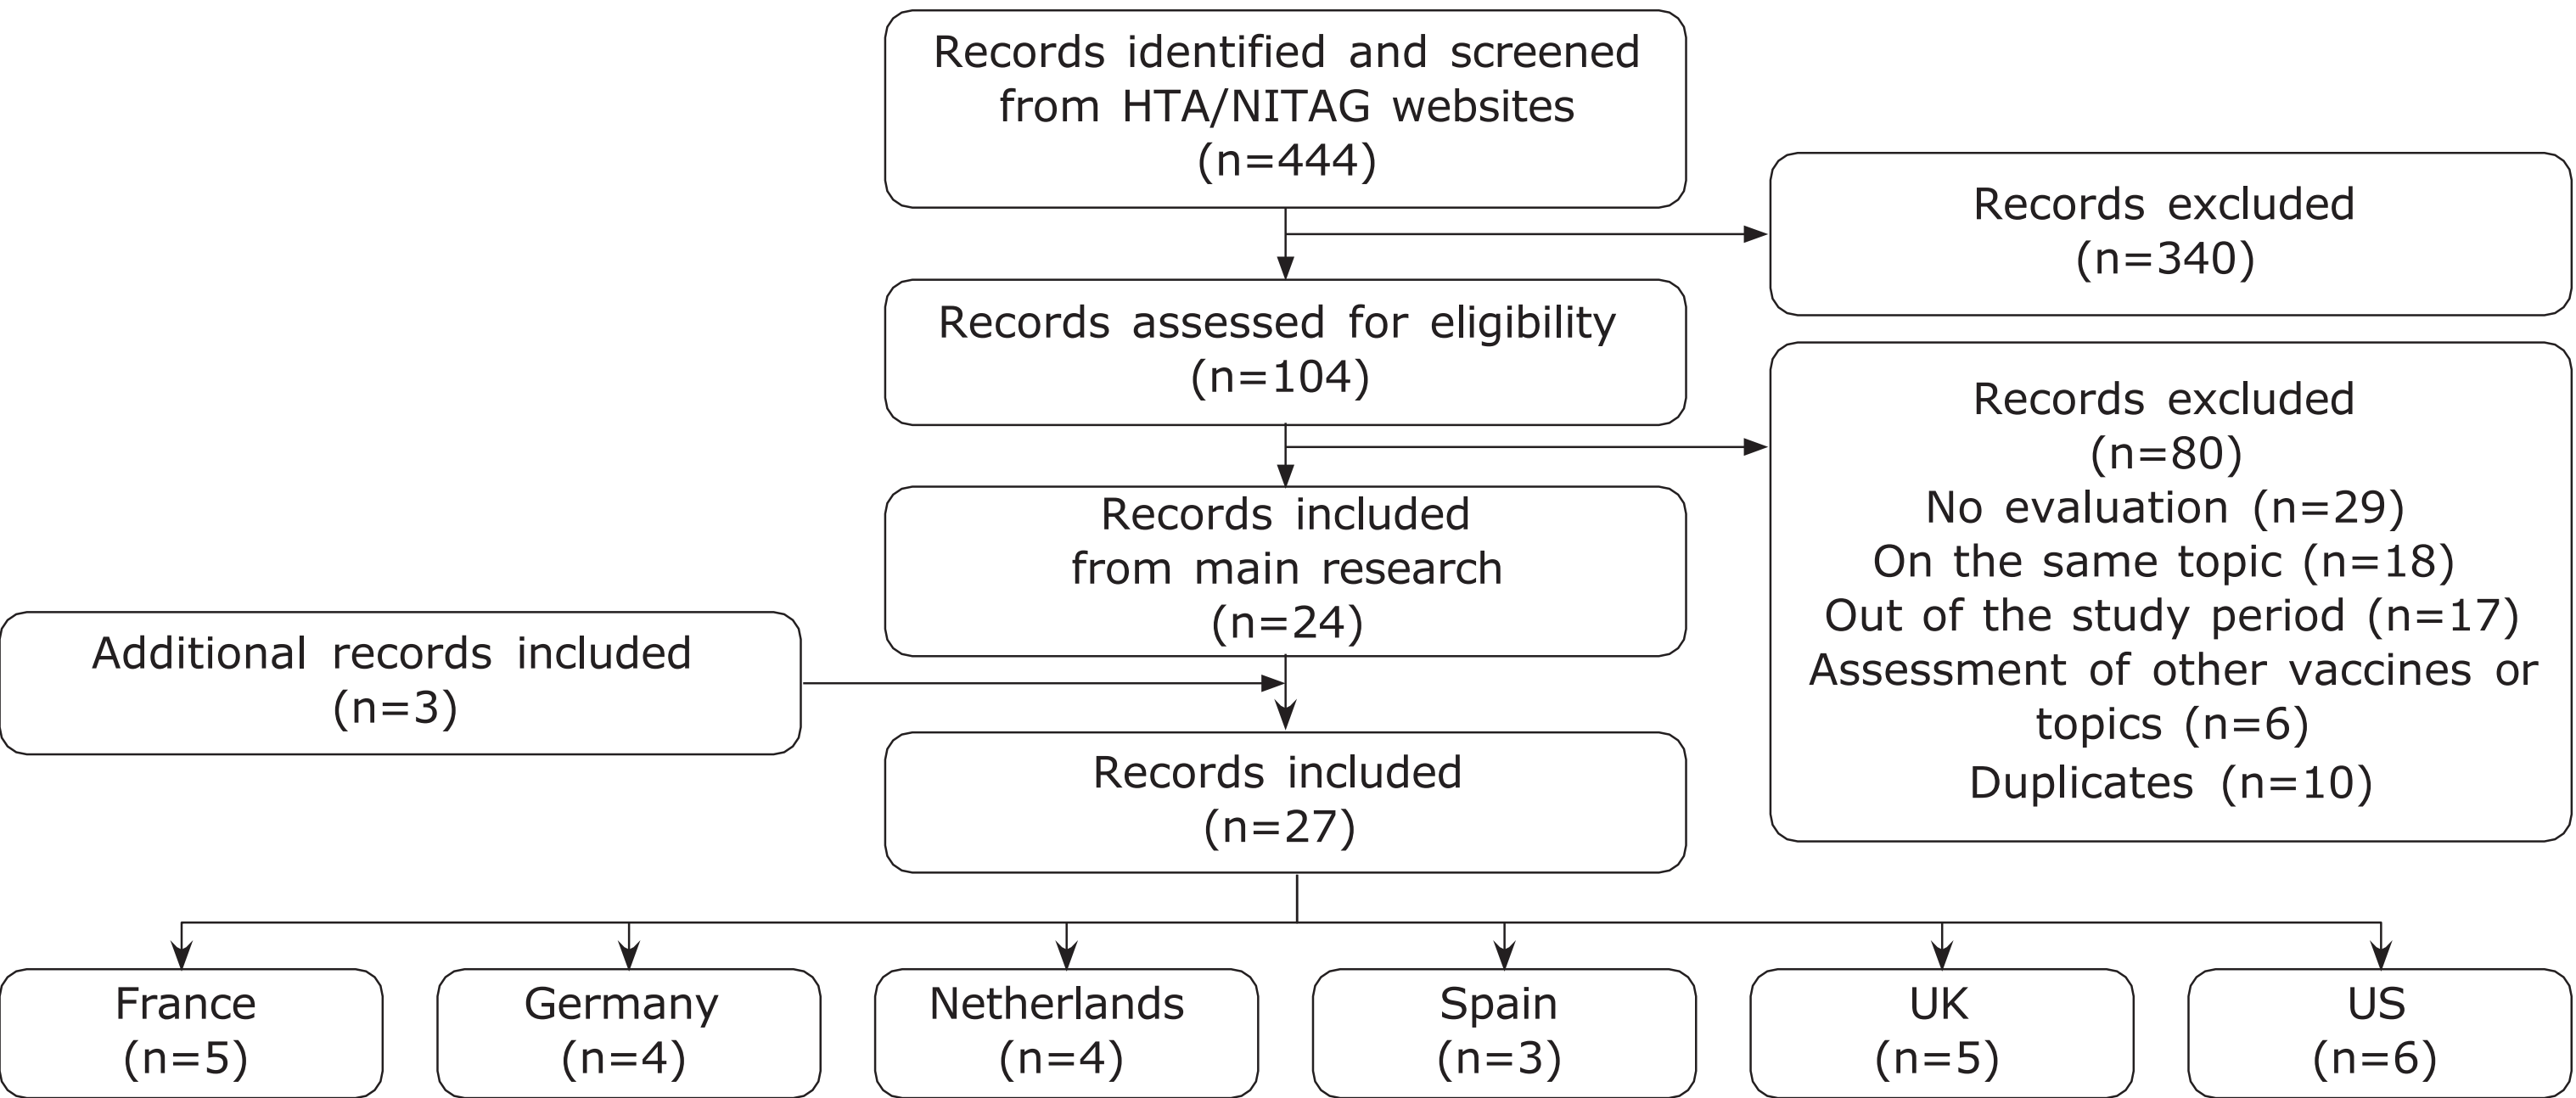 Records identified and screened
from HTA/NITAG websites
(n=444)
Records excluded
(n=340)
Records assessed for eligibility
(n=104)
Records excluded
(n=80)
No evaluation (n=29)
On the same topic (n=18)
Out of the study period (n=17)
Assessment of other vaccines or
topics (n=6)
Duplicates (n=10)
Records included
from main research
(n=24)
Additional records included
(n=3)
Records included
(n=27)
France
(n=5)
Germany
(n=4)
Netherlands
(n=4)
Spain
(n=3)
UK
(n=5)
US
(n=6)